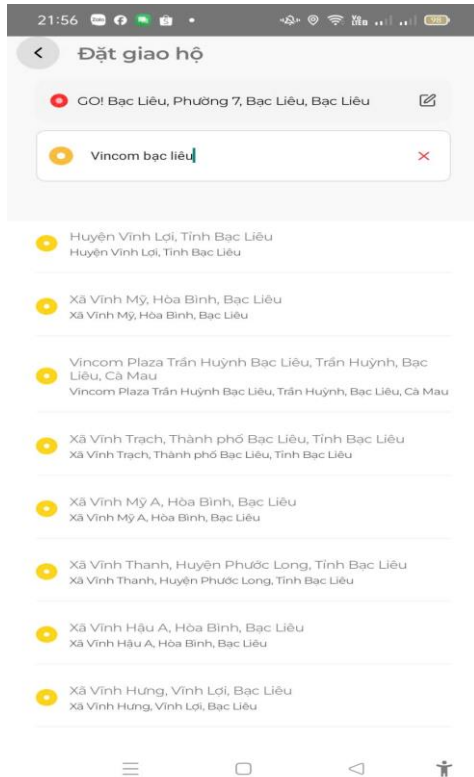 21:56
Đặt giao hộ
GO! Bạc Liêu, Phường 7, Bạc Liêu, Bạc Liêu
Vincom bạc liêu
Huyện Vĩnh Lợi, Tỉnh Bạc Liêu
Huyện Vĩnh Lợi, Tỉnh Bạc Liêu
Xã Vĩnh Mỹ, Hòa Bình, Bạc Liêu
Xã Vĩnh Mỹ, Hòa Bình, Bạc Liêu
Vincom Plaza Trần Huỳnh Bạc Liêu, Trần Huỳnh, Bạc
Liêu, Cà Mau
Vincom Plaza Trần Huỳnh Bạc Liêu, Trần Huỳnh, Bạc Liêu, Cà Mau
Xã Vĩnh Trạch, Thành phố Bạc Liêu, Tỉnh Bạc Liêu
Xã Vĩnh Trạch, Thành phố Bạc Liêu, Tỉnh Bạc Liêu
Xã Vĩnh Mỹ A, Hòa Bình, Bạc Liêu
Xã Vĩnh Mỹ A, Hòa Bình, Bạc Liêu
Xã Vĩnh Thanh, Huyện Phước Long, Tỉnh Bạc Liêu
Xã Vĩnh Thanh, Huyện Phước Long, Tỉnh Bạc Liêu
Xã Vĩnh Hậu A, Hòa Bình, Bạc Liêu
Xã Vĩnh Hậu A, Hòa Bình, Bạc Liêu
Xã Vĩnh Hưng, Vĩnh Lợi, Bạc Liêu
Xã Vĩnh Hưng, Vĩnh Lợi, Bạc Liêu